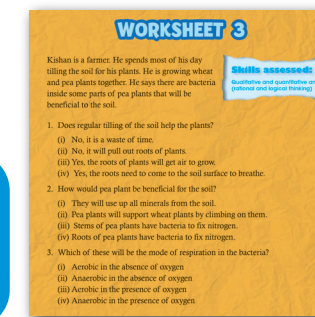 WORKSHEET 3
Kishan is a farmer. He spends most of his day
tilling the soil for his plants. He is growing wheat
and pea plants together. He says there are bacteria
inside some parts of pea plants that will be
beneficial to the soil.
Skills assessed:
Qualitative and quantitative an
(rational and logical thinking)
1. Does regular tilling of the soil help the plants?
(i) No, it is a waste of time.
(ii) No, it will pull out roots of plants.
(iii) Yes, the roots of plants will get air to grow.
(iv) Yes, the roots need to come to the soil surface to breathe.
2. How would pea plant be beneficial for the soil?
(i) They will use up all minerals from the soil.
(ii) Pea plants will support wheat plants by climbing on them.
(iii) Stems of pea plants have bacteria to fix nitrogen.
(iv) Roots of pea plants have bacteria to fix nitrogen.
3. Which of these will be the mode of respiration in the bacteria?
(i) Aerobic in the absence of oxygen
(ii) Anaerobic in the absence of oxygen
(iii) Aerobic in the presence of oxygen
(iv) Anaerobic in the presence of oxygen